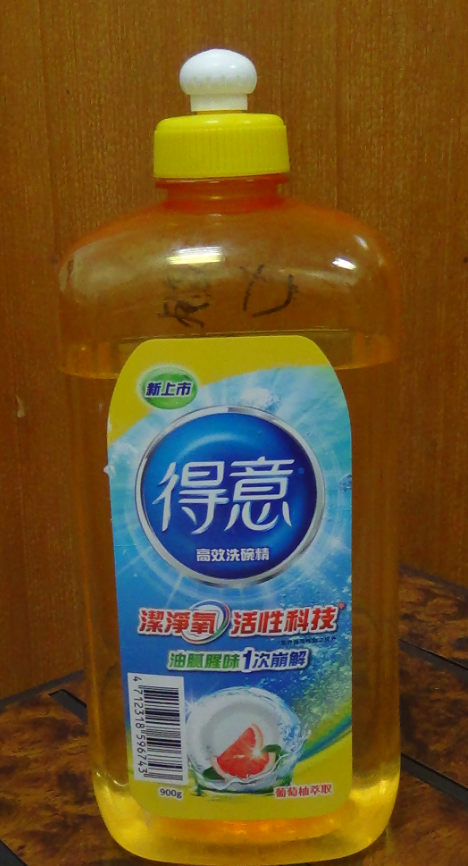 新上市
得意
高效洗碗精
潔淨氧 活性科技
油膩腥味1次崩解
4712318596743
900g
葡萄柚萃取